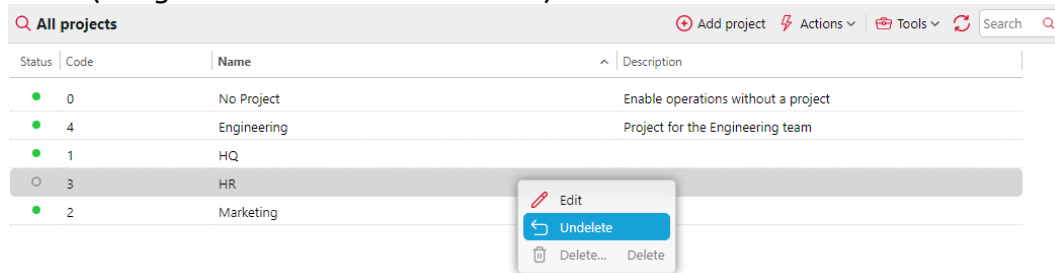 All projects Add project Actions Tools Search
Status Code Name Description
0 No Project Enable operations without a project
4 Engineering Project for the Engineering team
1 HQ
3 HR
Edit
2 Marketing
Undelete
Delete... Delete